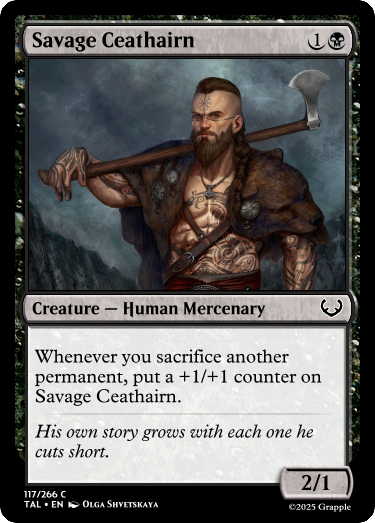 Savage Ceathairn 1
Creature — Human Mercenary
Whenever you sacrifice another
permanent, put a +1/+1 counter on
Savage Ceathairn.
His own story grows with each one he
cuts short.
2/1
117/266 C
TAL • EN Olga Shvetskaya
©2025 Grapple